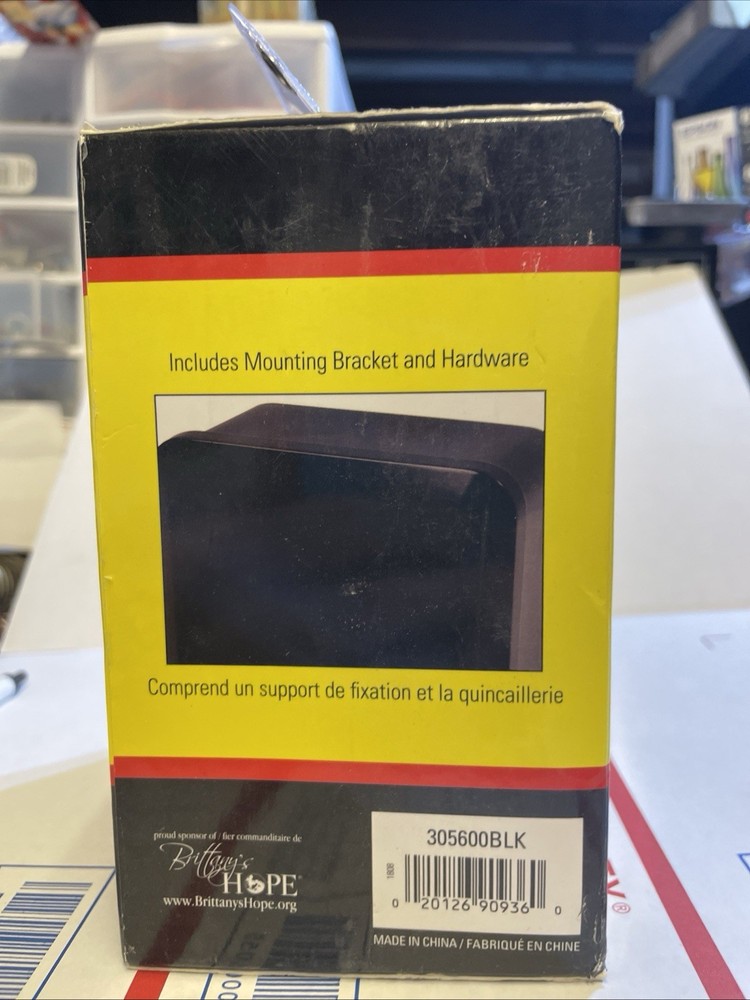 Includes Mounting Bracket and Hardware
Comprend un support de fixation et la quincaillerie
proud sponsor of / fier commanditaire de
Brittany's
HOPE
www.BrittanysHope.org
305600BLK
1808
0 20126 90936 0
MADE IN CHINA / FABRIQUÉ EN CHINE